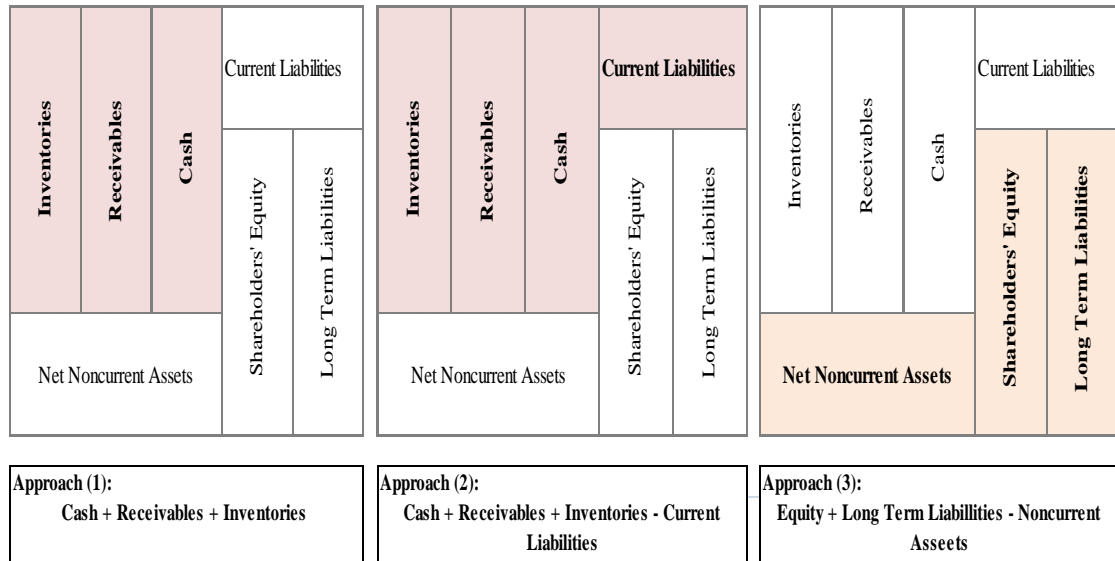 Inventories
Receivables
Cash
Current Liabilities
Shareholders' Equity
Long Term Liabilities
Net Noncurrent Assets
Inventories
Receivables
Cash
Current Liabilities
Shareholders' Equity
Long Term Liabilities
Net Noncurrent Assets
Inventories
Receivables
Cash
Current Liabilities
Shareholders' Equity
Long Term Liabilities
Net Noncurrent Assets
Approach (1):
Cash + Receivables + Inventories
Approach (2):
Cash + Receivables + Inventories - Current
Liabilities
Approach (3):
Equity + Long Term Liabillities - Noncurrent
Asseets